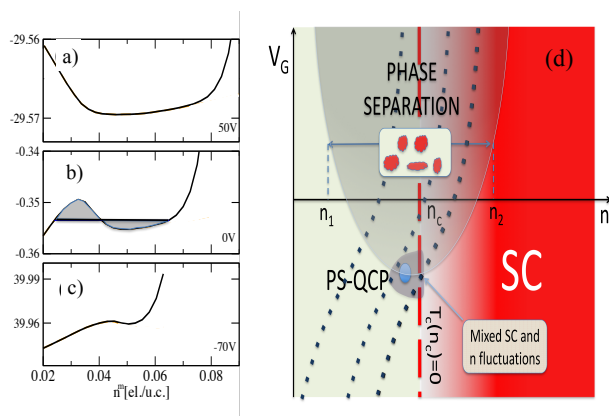 -29.56
a)
-29.57
50V
-0.34
b)
-0.35
0V
-0.36
39.99
(c)
39.96
-70V
0.02 0.04 0.06 0.08
n^m[el./u.c.]
V_G
(d)
PHASE
SEPARATION
n_1
n_c
n_2
n
PS-QCP
SC
T_c(n_c)=0
Mixed SC and
n fluctuations